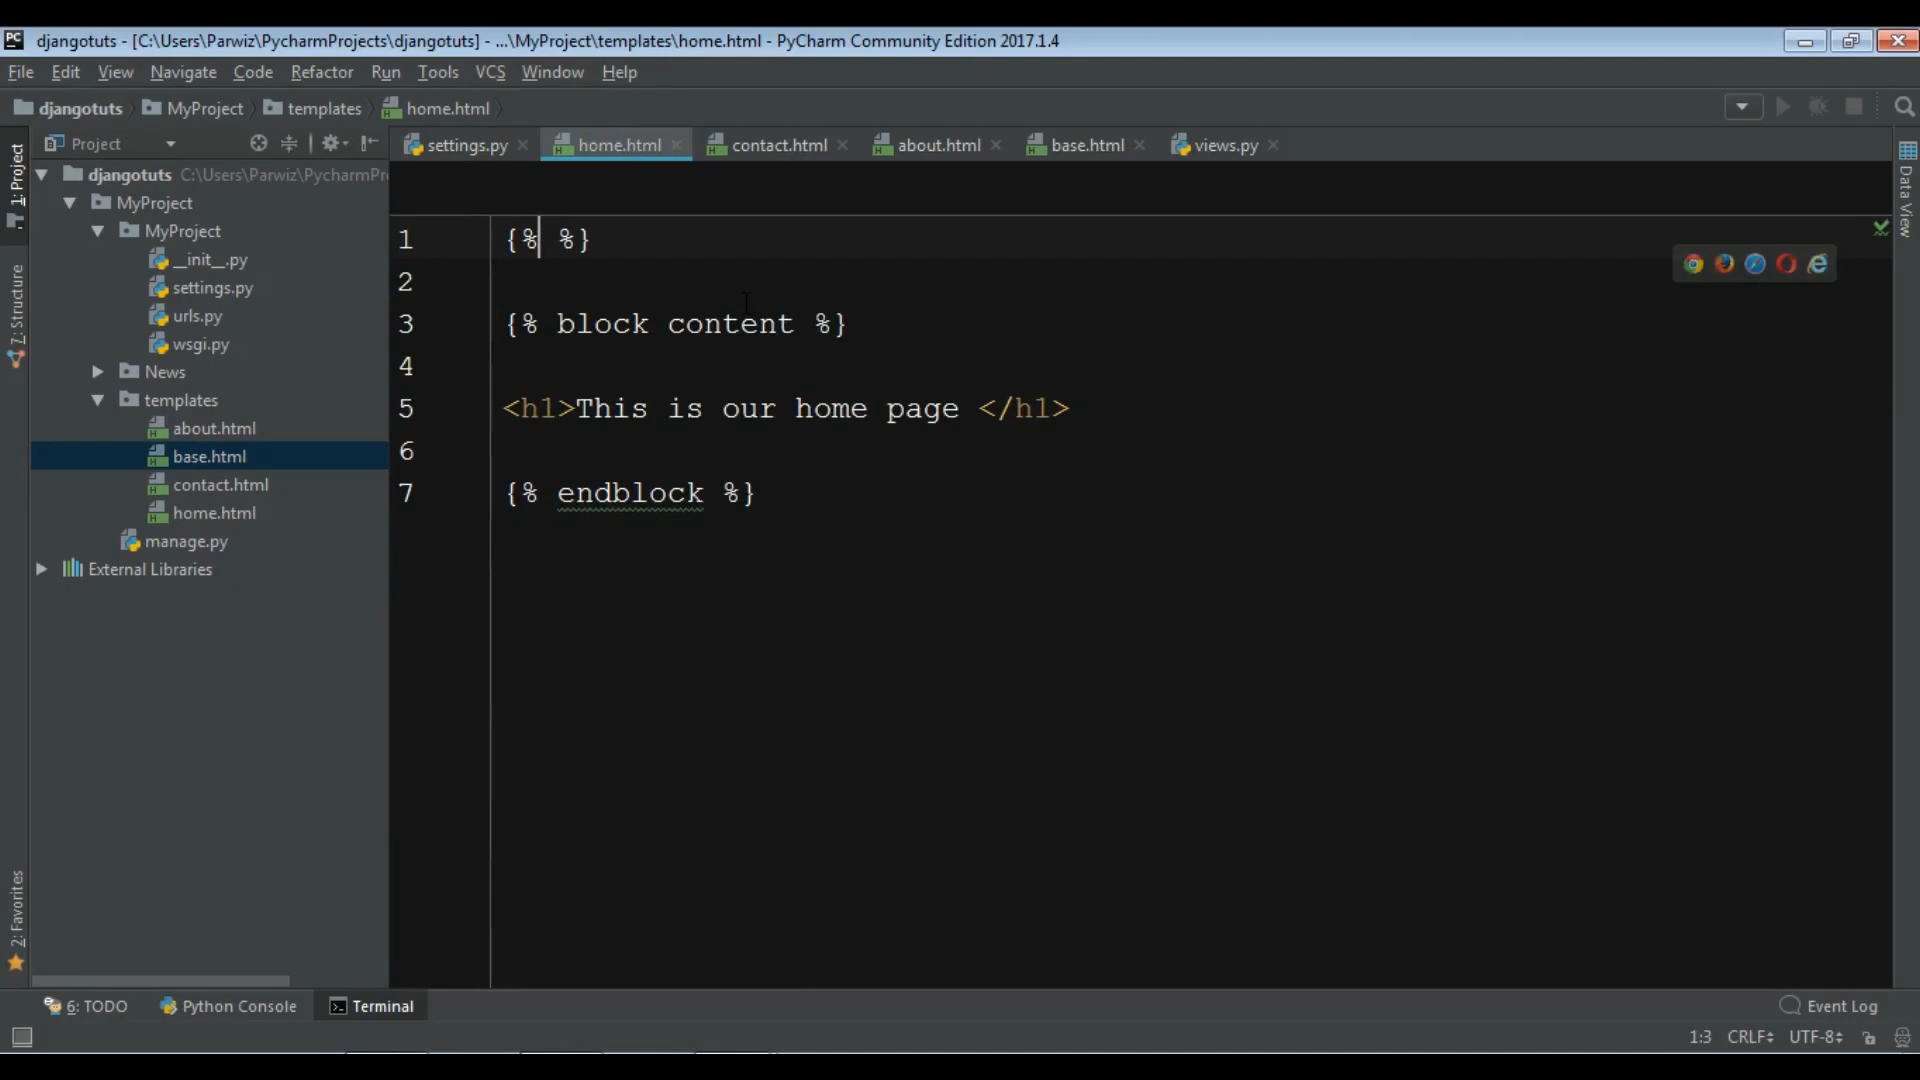 PC djangotuts - [C:\Users\Parwiz\PycharmProjects\djangotuts] - ...\MyProject\templates\home.html - PyCharm Community Edition 2017.1.4
File Edit View Navigate Code Refactor Run Tools VCS Window Help
djangotuts MyProject templates home.html
1: Project
7: Structure
2: Favorites
Project
djangotuts C:\Users\Parwiz\PycharmPr
MyProject
MyProject
__init__.py
settings.py
urls.py
wsgi.py
News
templates
about.html
base.html
contact.html
home.html
manage.py
External Libraries
settings.py home.html contact.html about.html base.html views.py
1 {% %}
2
3 {% block content %}
4
5 <h1>This is our home page </h1>
6
7 {% endblock %}
Data View
6: TODO Python Console Terminal Event Log
1:3 CRLF UTF-8